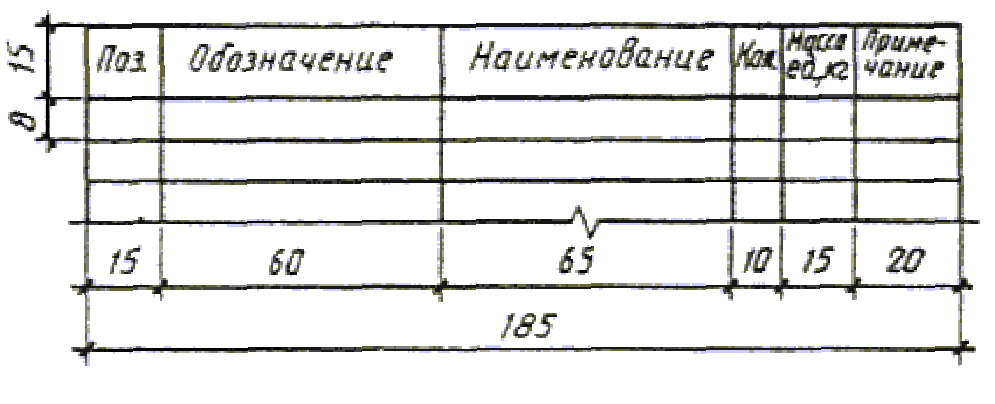 15
Поз.
Обозначение
Наименование
Кол.
Масса
ед, кг
Приме-
чание
8
15
60
65
10
15
20
185